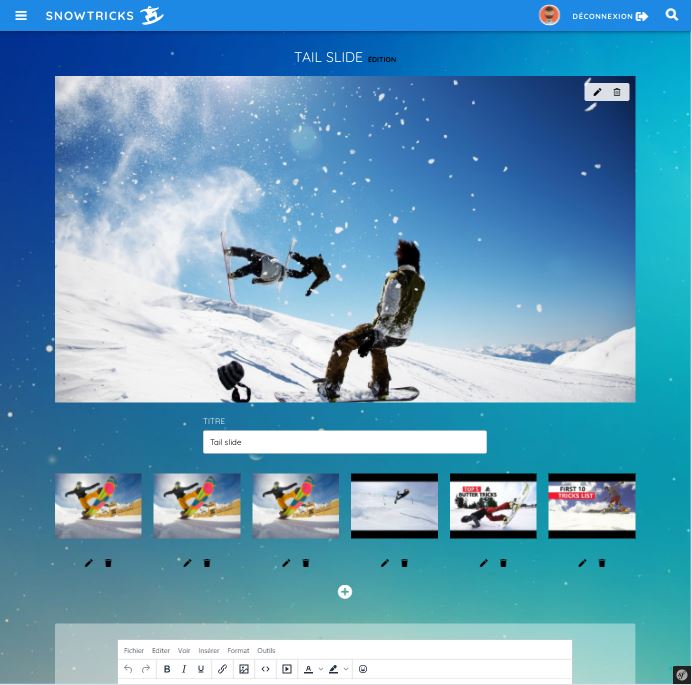 SNOWTRICKS
DÉCONNEXION
TAIL SLIDE ÉDITION
TITRE
Tail slide
TOP 5
BUTTER TRICKS
FIRST 10
TRICKS LIST
Fichier Editer Voir Insérer Format Outils
B I U A